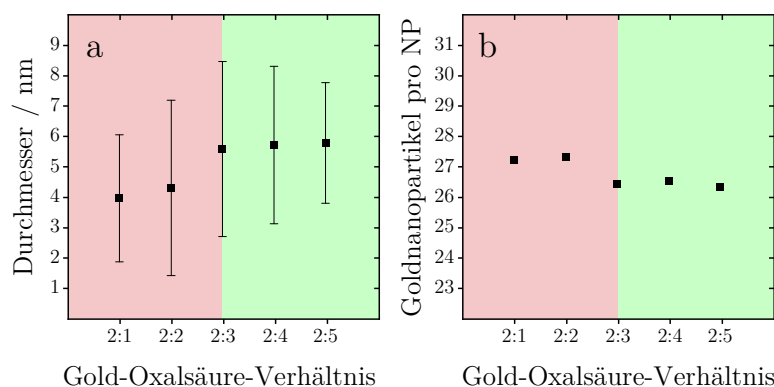 a
Durchmesser / nm
9
8
7
6
5
4
3
2
1
2:1 2:2 2:3 2:4 2:5
Gold-Oxalsäure-Verhältnis
b
Goldnanopartikel pro NP
31
30
29
28
27
26
25
24
23
2:1 2:2 2:3 2:4 2:5
Gold-Oxalsäure-Verhältnis